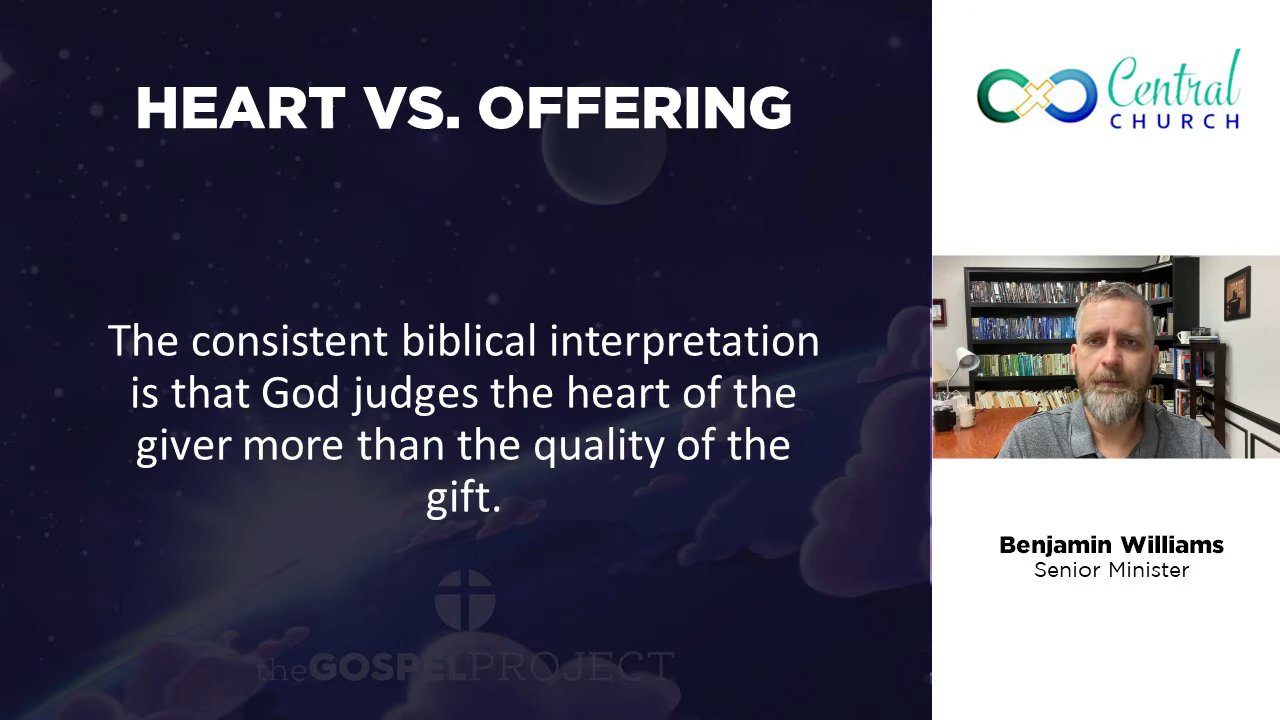 HEART VS. OFFERING
The consistent biblical interpretation
is that God judges the heart of the
giver more than the quality of the
gift.
theGOSPELPROJECT
Central
CHURCH
Benjamin Williams
Senior Minister